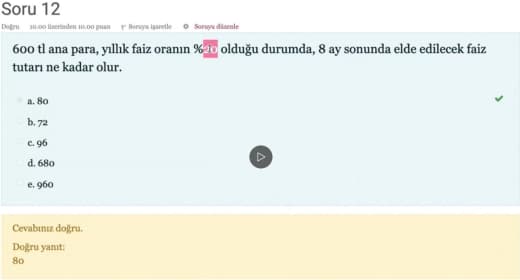 Soru 12
Doğru 10.00 üzerinden 10.00 puan Soruyu işaretle Soruyu düzenle
600 tl ana para, yıllık faiz oranın % olduğu durumda, 8 ay sonunda elde edilecek faiz
tutarı ne kadar olur.
a. 80
b. 72
c. 96
d. 680
e. 960
Cevabınız doğru.
Doğru yanıt:
80